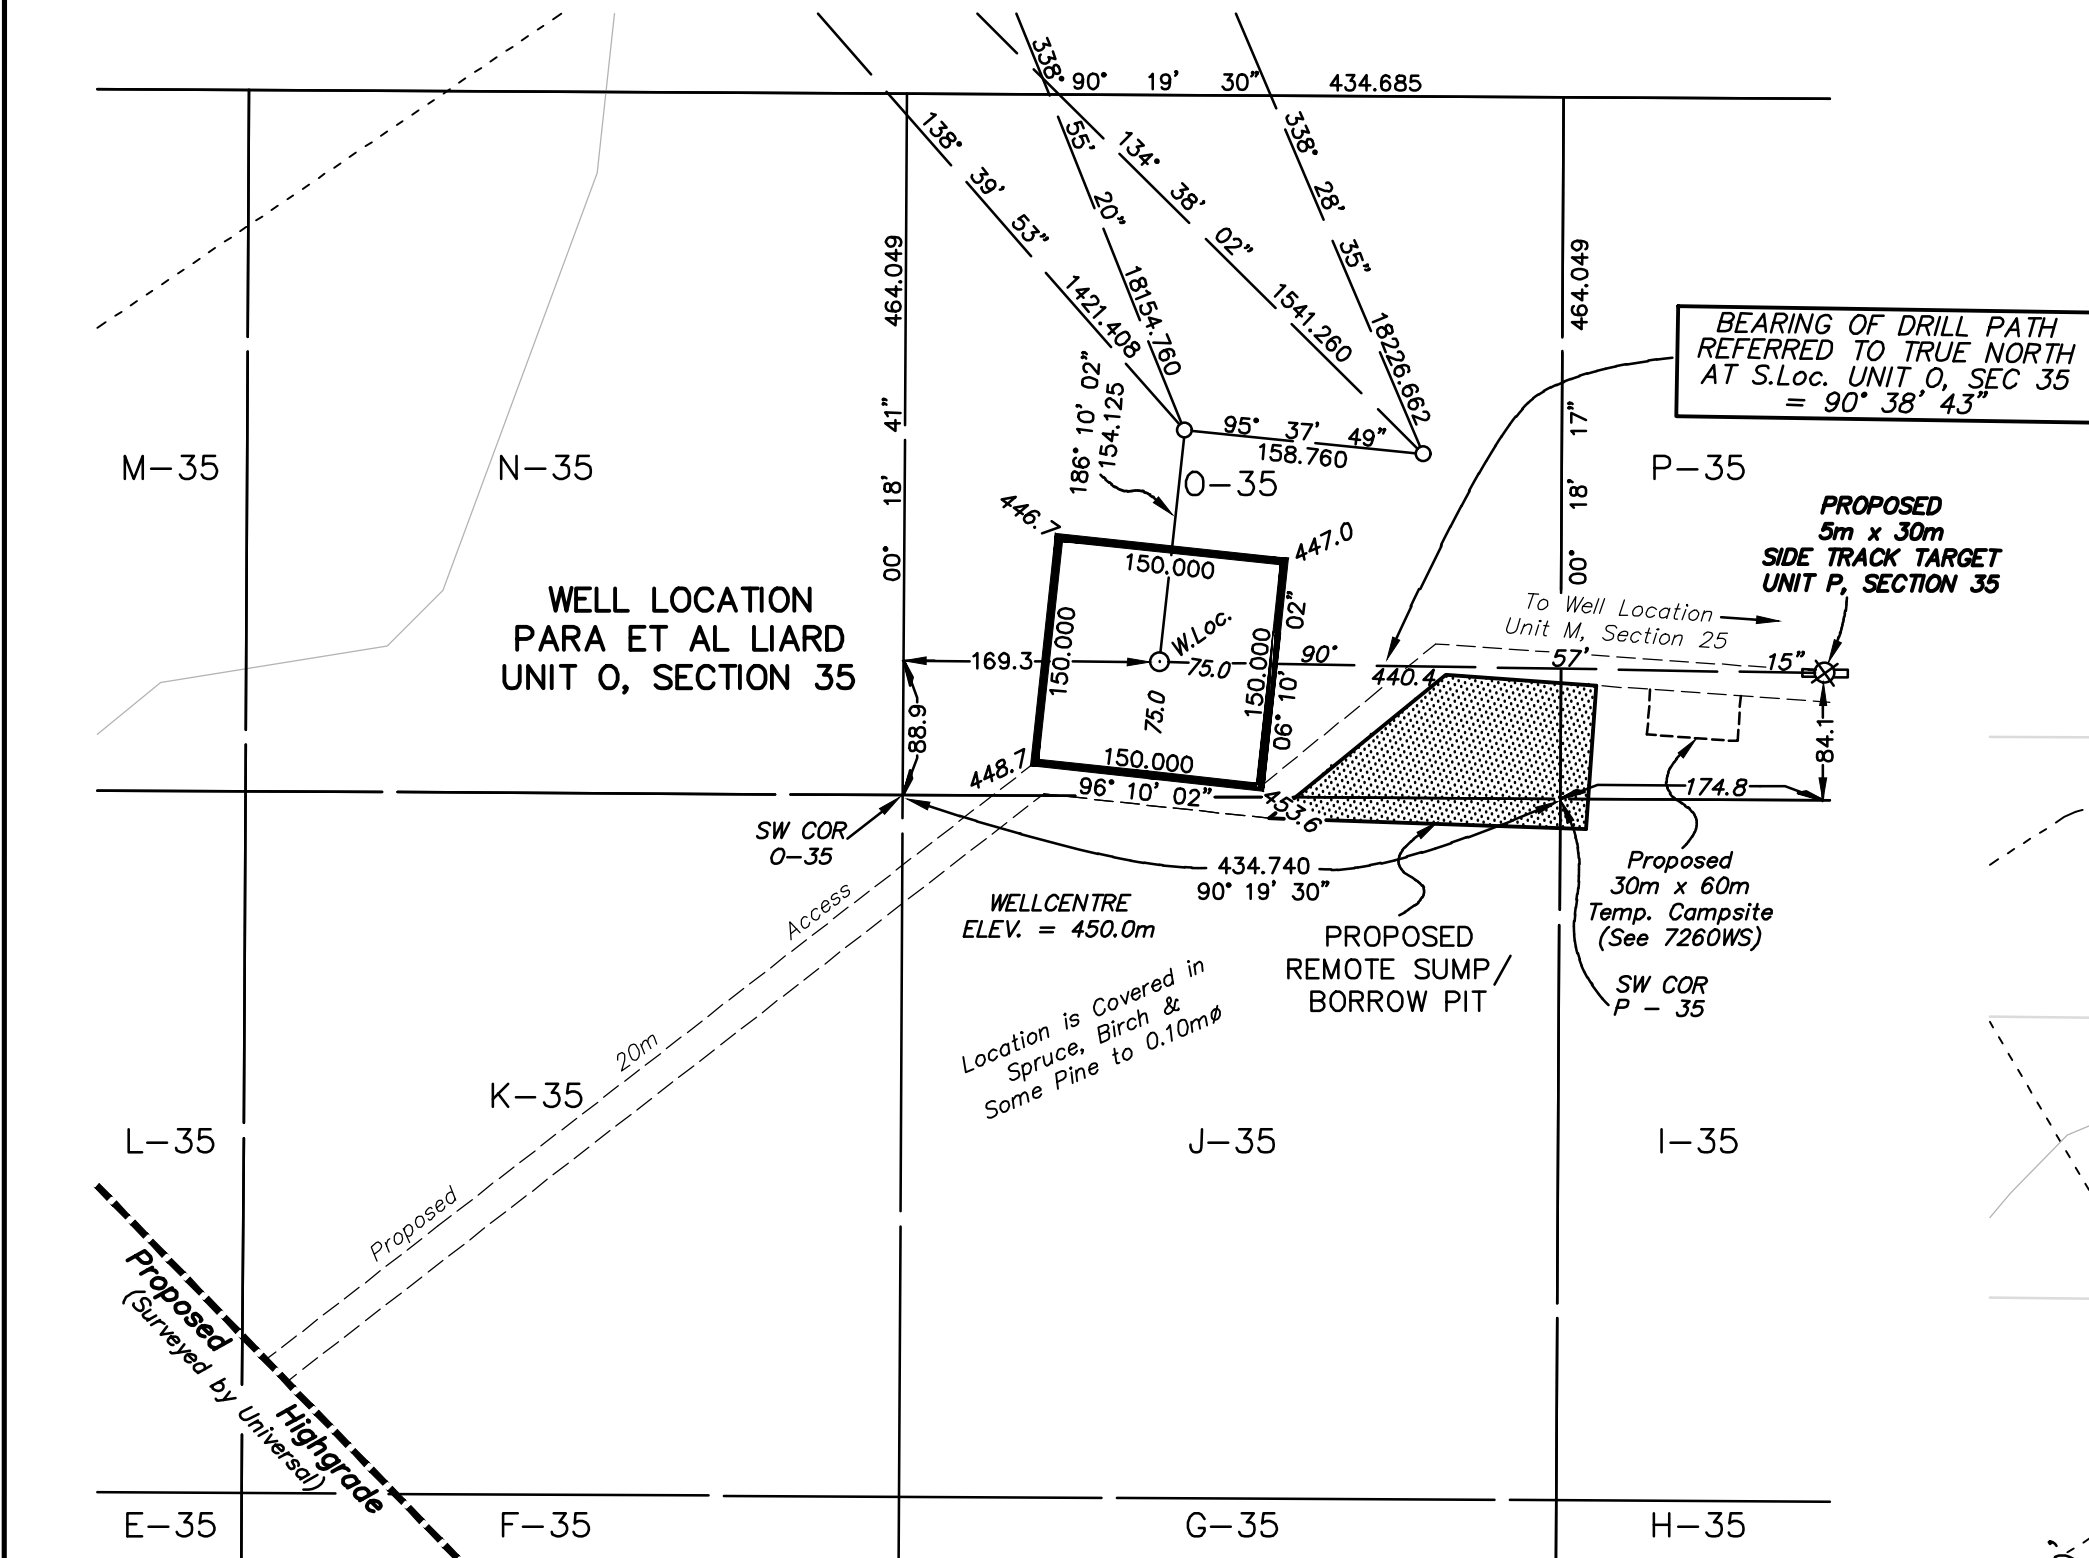 90° 19' 30" 434.685
338° 55' 20" 18154.760
138° 39' 53" 1421.408
134° 38' 02" 1541.260
338° 28' 35" 18226.662
464.049
00° 18' 41"
464.049
00° 18' 17"
BEARING OF DRILL PATH
REFERRED TO TRUE NORTH
AT S.Loc. UNIT O, SEC 35
= 90° 38' 43"
186° 10' 02"
154.125
95° 37' 49"
158.760
M-35
N-35
O-35
P-35
PROPOSED
5m x 30m
SIDE TRACK TARGET
UNIT P, SECTION 35
446.7
447.0
150.000
WELL LOCATION
PARA ET AL LIARD
UNIT O, SECTION 35
150.000
150.000
06° 10' 02"
To Well Location
Unit M, Section 25
W.Loc.
169.3
75.0
75.0
90° 57' 15"
440.4
88.9
84.1
448.7
150.000
96° 10' 02"
453.6
174.8
SW COR
O-35
434.740
90° 19' 30"
Proposed
30m x 60m
Temp. Campsite
(See 7260WS)
WELLCENTRE
ELEV. = 450.0m
PROPOSED
REMOTE SUMP/
BORROW PIT
SW COR
P - 35
Location is Covered in
Spruce, Birch &
Some Pine to 0.10mø
Proposed 20m Access
K-35
L-35
J-35
I-35
Proposed Highgrade
(Surveyed by Universal)
E-35
F-35
G-35
H-35